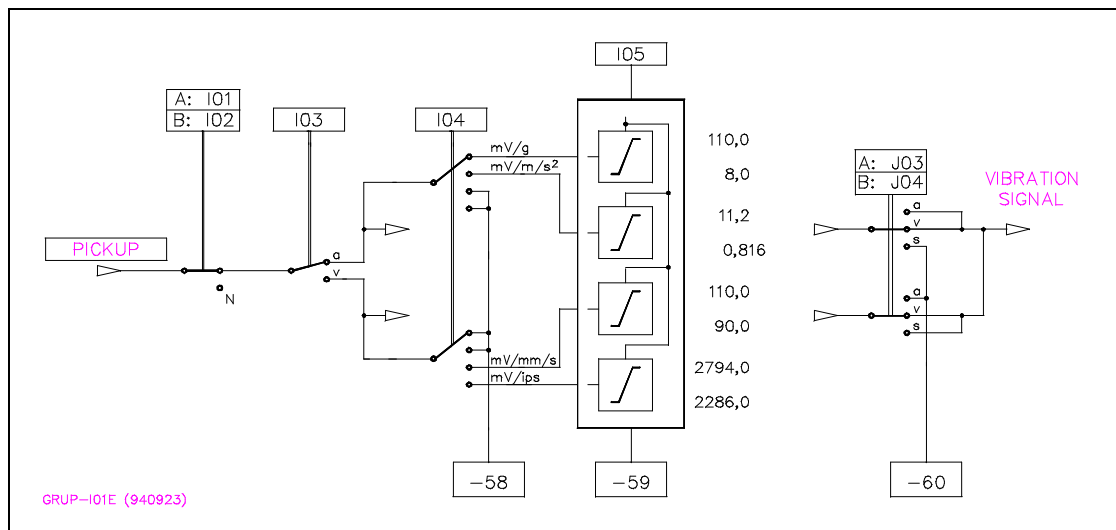 I05
A: I01
B: I02
I03
I04
mV/g
mV/m/s²
110,0
8,0
11,2
0,816
110,0
90,0
2794,0
2286,0
A: J03
B: J04
VIBRATION
SIGNAL
a
v
s
a
v
s
PICKUP
a
v
N
mV/mm/s
mV/ips
-58
-59
-60
GRUP-I01E (940923)